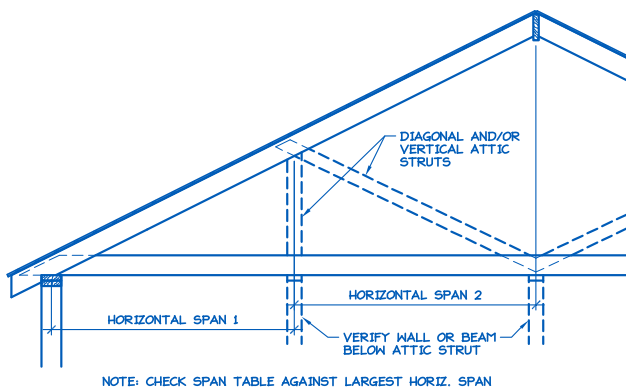 DIAGONAL AND/OR
VERTICAL ATTIC
STRUTS
HORIZONTAL SPAN 2
HORIZONTAL SPAN 1
VERIFY WALL OR BEAM
BELOW ATTIC STRUT
NOTE: CHECK SPAN TABLE AGAINST LARGEST HORIZ. SPAN